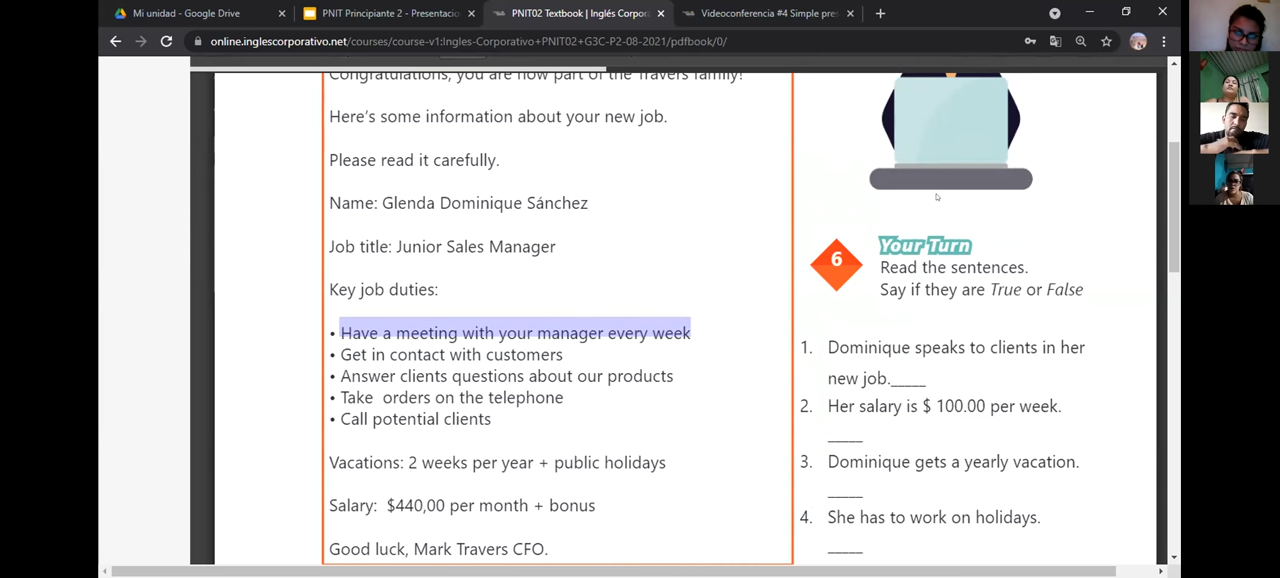 Mi unidad - Google Drive
PNIT Principiante 2 - Presentacio
PNIT02 Textbook | Inglés Corpor
Videoconferencia #4 Simple pres
online.inglescorporativo.net/courses/course-v1:Ingles-Corporativo+PNIT02+G3C-P2-08-2021/pdfbook/0/
Congratulations, you are now part of the Travers family!
Here's some information about your new job.
Please read it carefully.
Name: Glenda Dominique Sánchez
Job title: Junior Sales Manager
Key job duties:
• Have a meeting with your manager every week
• Get in contact with customers
• Answer clients questions about our products
• Take orders on the telephone
• Call potential clients
Vacations: 2 weeks per year + public holidays
Salary: $440,00 per month + bonus
Good luck, Mark Travers CFO.
6
Your Turn
Read the sentences.
Say if they are True or False
1. Dominique speaks to clients in her
new job._____
2. Her salary is $ 100.00 per week.
_____
3. Dominique gets a yearly vacation.
_____
4. She has to work on holidays.
_____